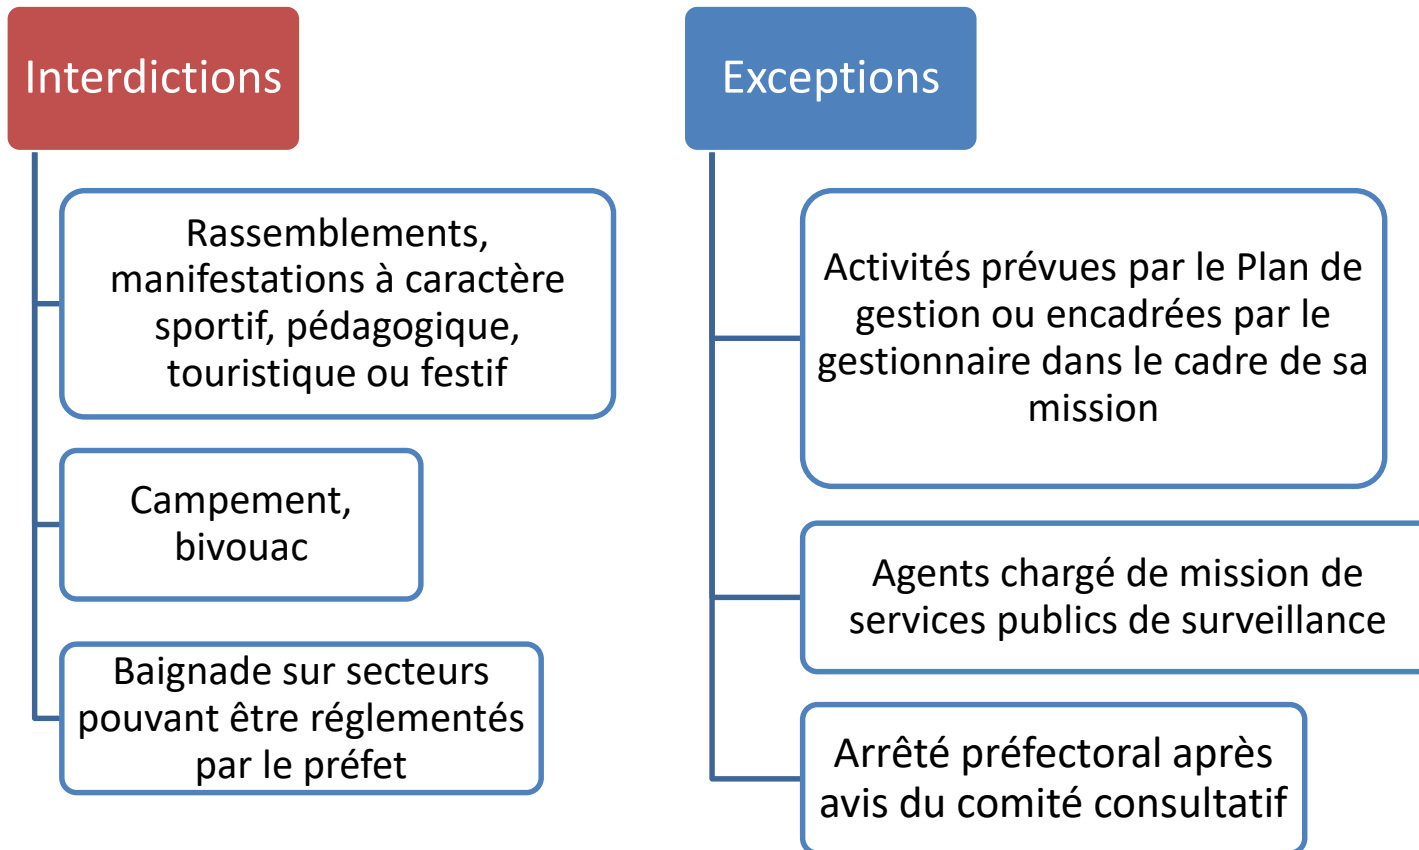 Interdictions
Rassemblements,
manifestations à caractère
sportif, pédagogique,
touristique ou festif
Campement,
bivouac
Baignade sur secteurs
pouvant être réglementés
par le préfet
Exceptions
Activités prévues par le Plan de
gestion ou encadrées par le
gestionnaire dans le cadre de sa
mission
Agents chargé de mission de
services publics de surveillance
Arrêté préfectoral après
avis du comité consultatif